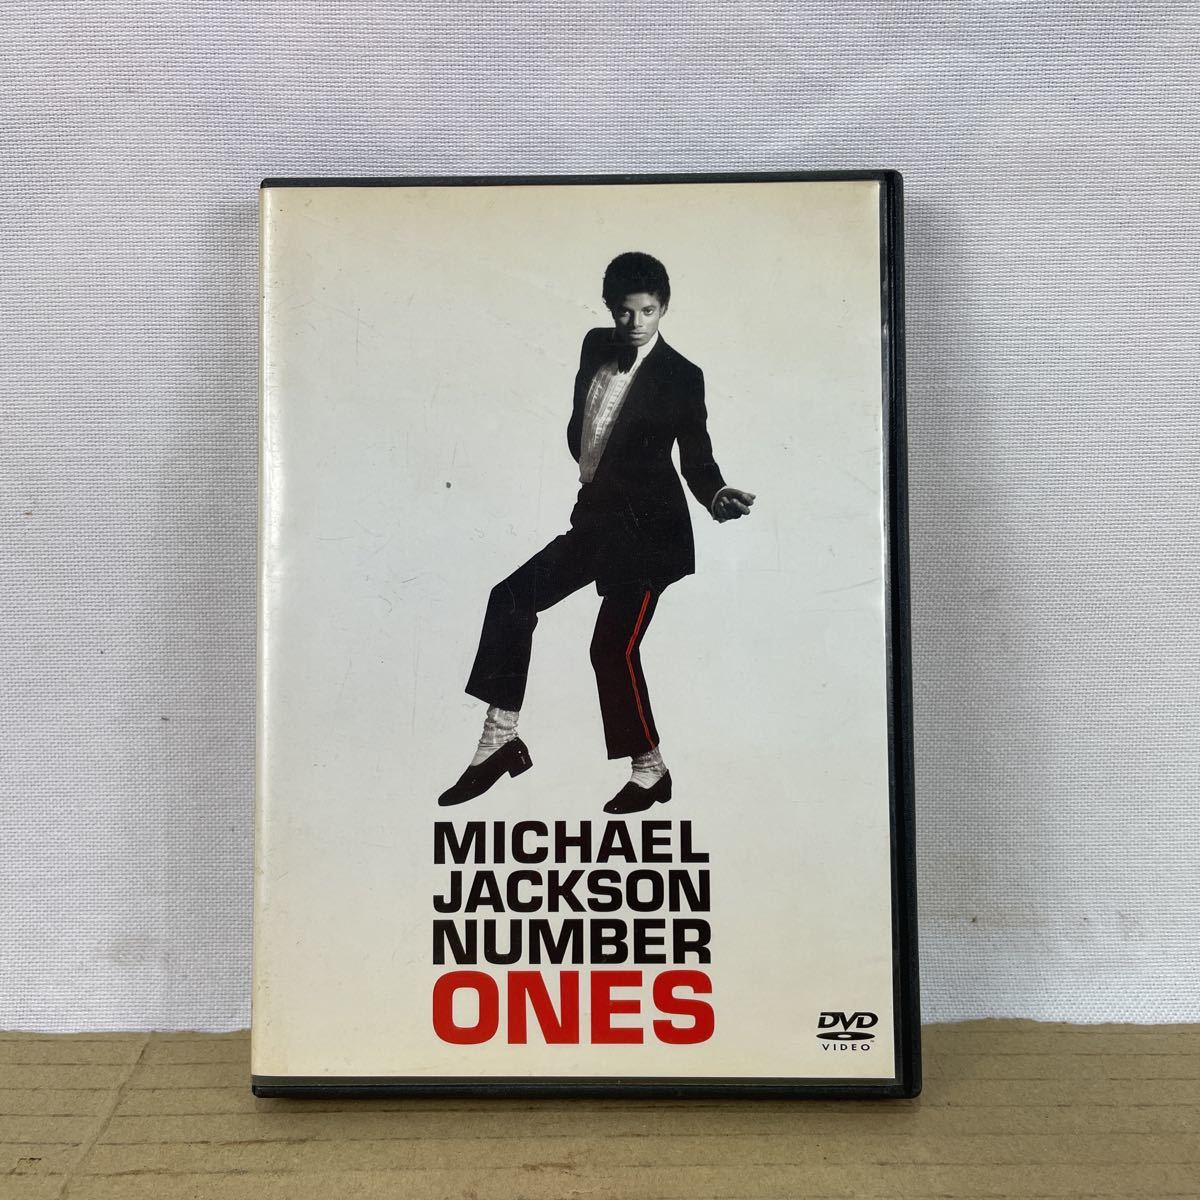 MICHAEL
JACKSON
NUMBER
ONES
DVD
VIDEO